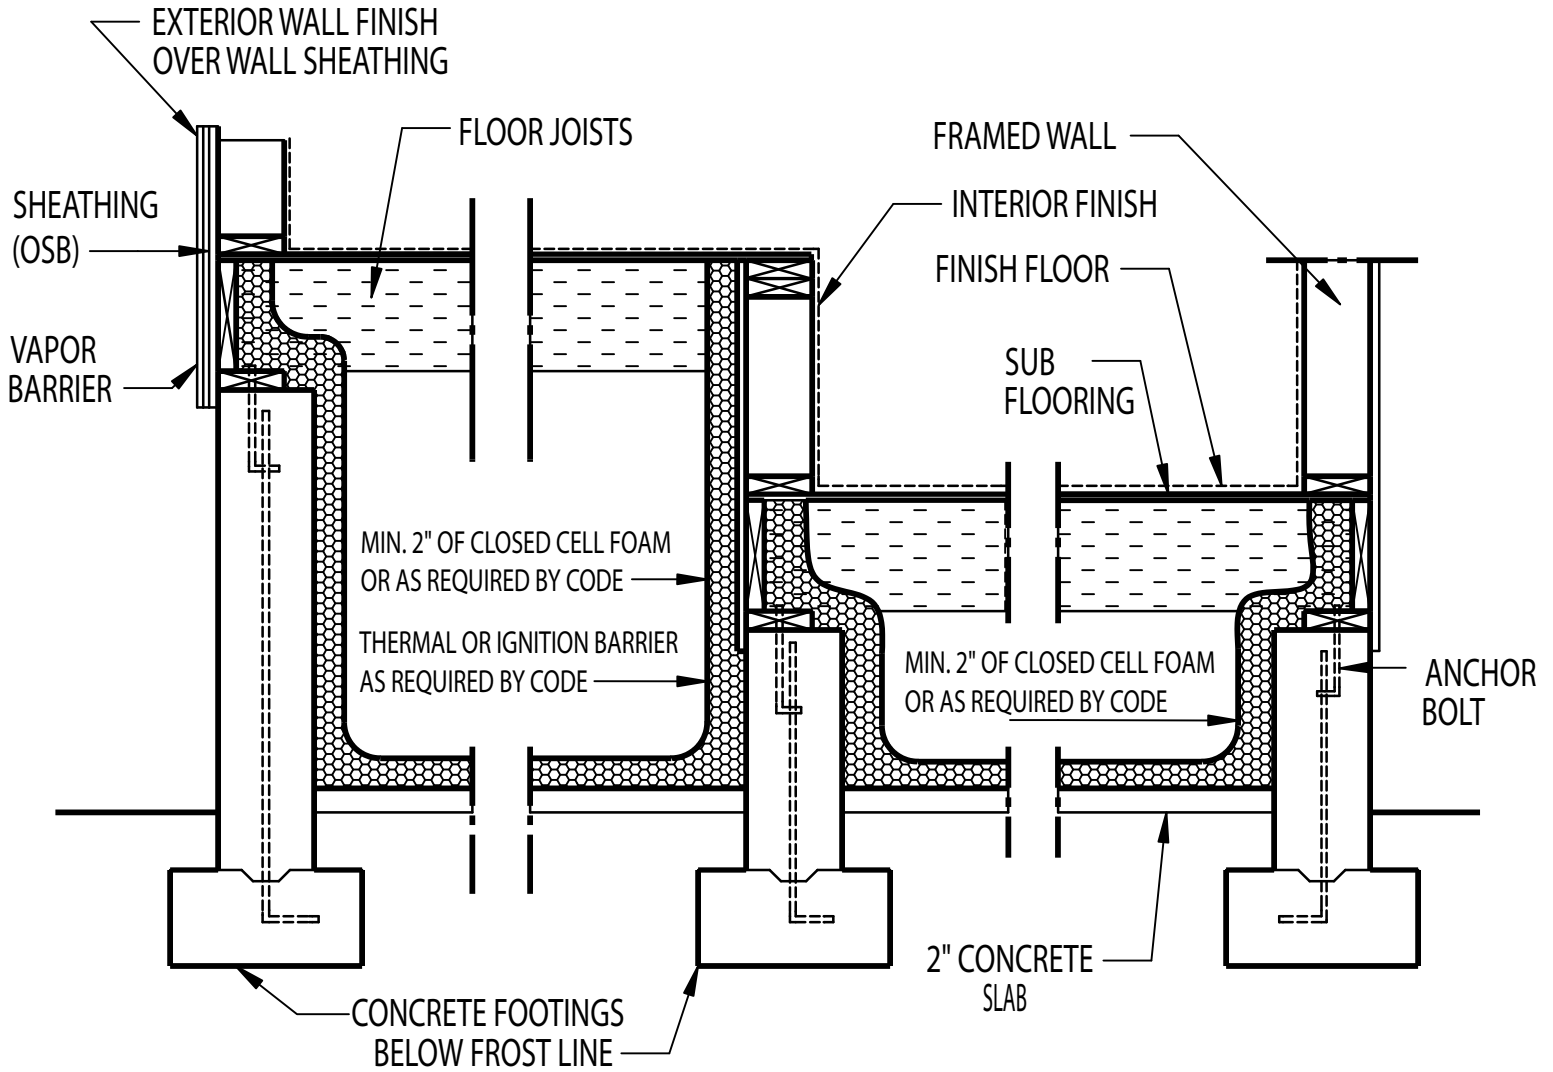 EXTERIOR WALL FINISH
OVER WALL SHEATHING
FLOOR JOISTS
FRAMED WALL
SHEATHING
(OSB)
INTERIOR FINISH
FINISH FLOOR
VAPOR
BARRIER
SUB
FLOORING
MIN. 2" OF CLOSED CELL FOAM
OR AS REQUIRED BY CODE
THERMAL OR IGNITION BARRIER
AS REQUIRED BY CODE
MIN. 2" OF CLOSED CELL FOAM
OR AS REQUIRED BY CODE
ANCHOR
BOLT
2" CONCRETE
SLAB
CONCRETE FOOTINGS
BELOW FROST LINE